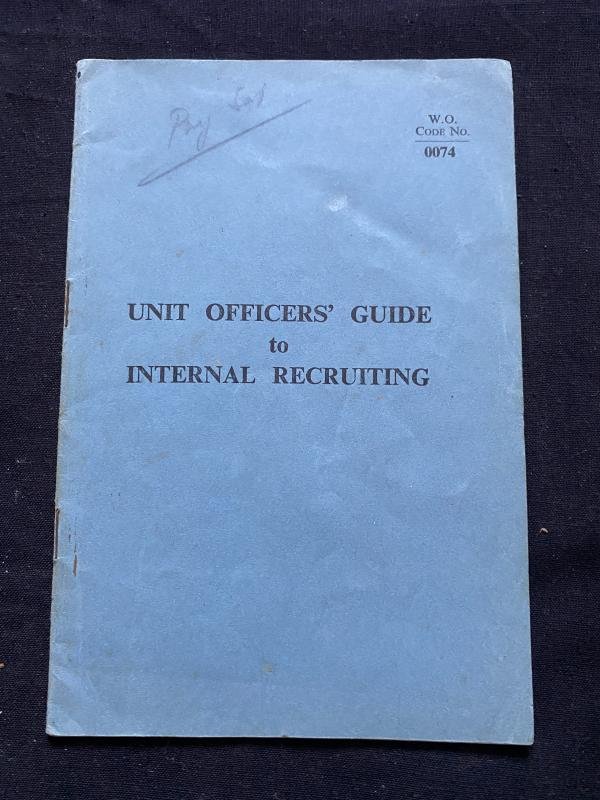 W.O.
CODE NO.
0074
UNIT OFFICERS' GUIDE
to
INTERNAL RECRUITING